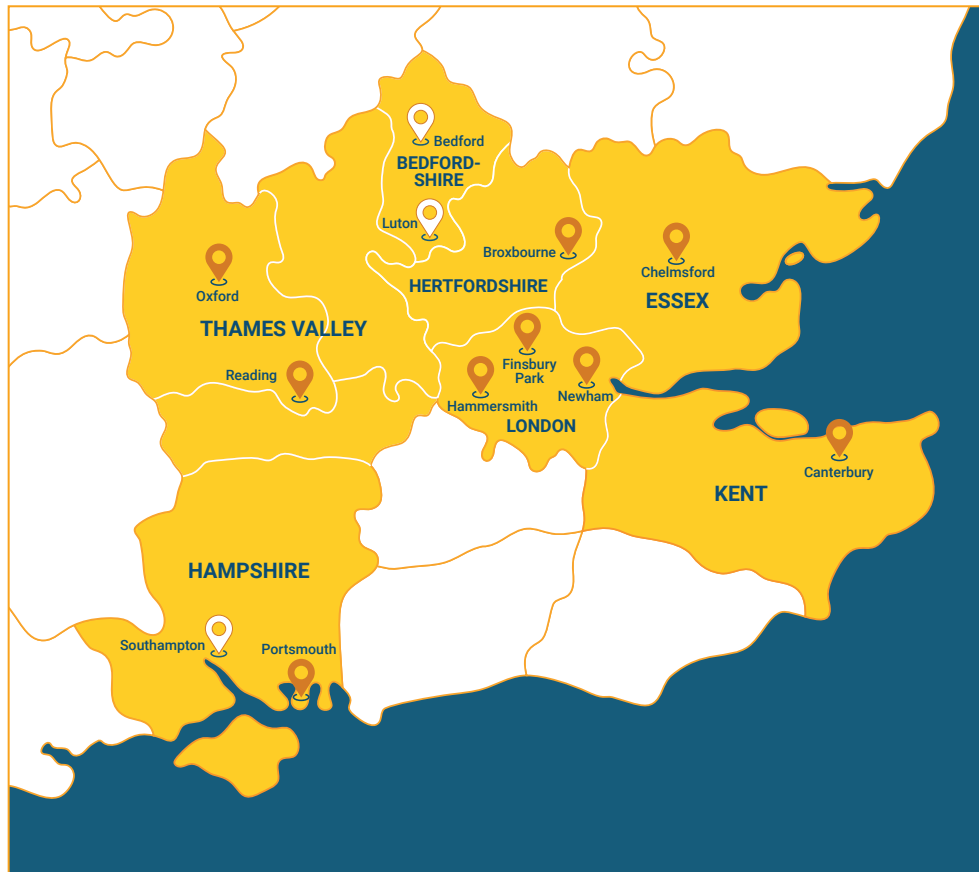 Bedford
BEDFORD-
SHIRE
Luton
Broxbourne
Chelmsford
Oxford
HERTFORDSHIRE
ESSEX
THAMES VALLEY
Finsbury
Park
Reading
Hammersmith
Newham
LONDON
Canterbury
KENT
HAMPSHIRE
Southampton
Portsmouth